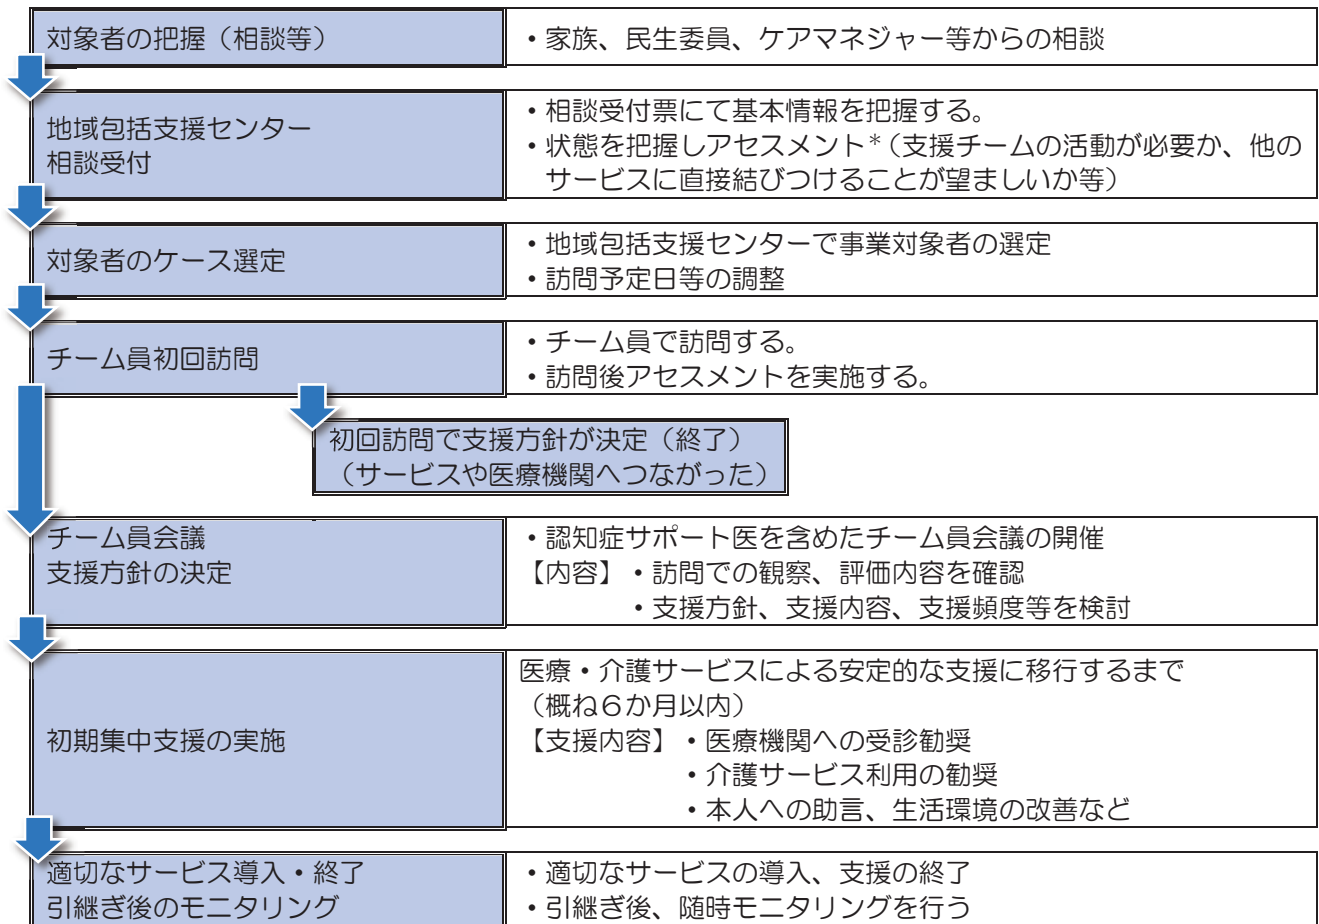 対象者の把握（相談等）
・家族、民生委員、ケアマネジャー等からの相談
地域包括支援センター
相談受付
・相談受付票にて基本情報を把握する。
・状態を把握しアセスメント*（支援チームの活動が必要か、他の
サービスに直接結びつけることが望ましいか等）
対象者のケース選定
・地域包括支援センターで事業対象者の選定
・訪問予定日等の調整
チーム員初回訪問
・チーム員で訪問する。
・訪問後アセスメントを実施する。
初回訪問で支援方針が決定（終了）
（サービスや医療機関へつながった）
チーム員会議
支援方針の決定
・認知症サポート医を含めたチーム員会議の開催
【内容】・訪問での観察、評価内容を確認
・支援方針、支援内容、支援頻度等を検討
初期集中支援の実施
医療・介護サービスによる安定的な支援に移行するまで
（概ね６か月以内）
【支援内容】・医療機関への受診勧奨
・介護サービス利用の勧奨
・本人への助言、生活環境の改善など
適切なサービス導入・終了
引継ぎ後のモニタリング
・適切なサービスの導入、支援の終了
・引継ぎ後、随時モニタリングを行う